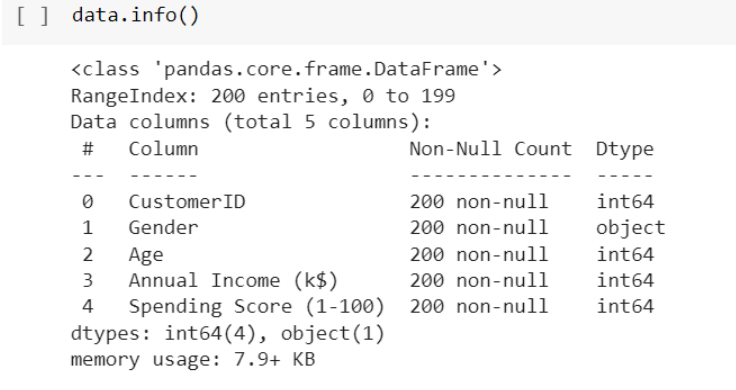 [ ] data.info()
<class 'pandas.core.frame.DataFrame'>
RangeIndex: 200 entries, 0 to 199
Data columns (total 5 columns):
 #   Column                  Non-Null Count  Dtype
---  ------                  --------------  -----
 0   CustomerID              200 non-null    int64
 1   Gender                  200 non-null    object
 2   Age                     200 non-null    int64
 3   Annual Income (k$)      200 non-null    int64
 4   Spending Score (1-100)  200 non-null    int64
dtypes: int64(4), object(1)
memory usage: 7.9+ KB